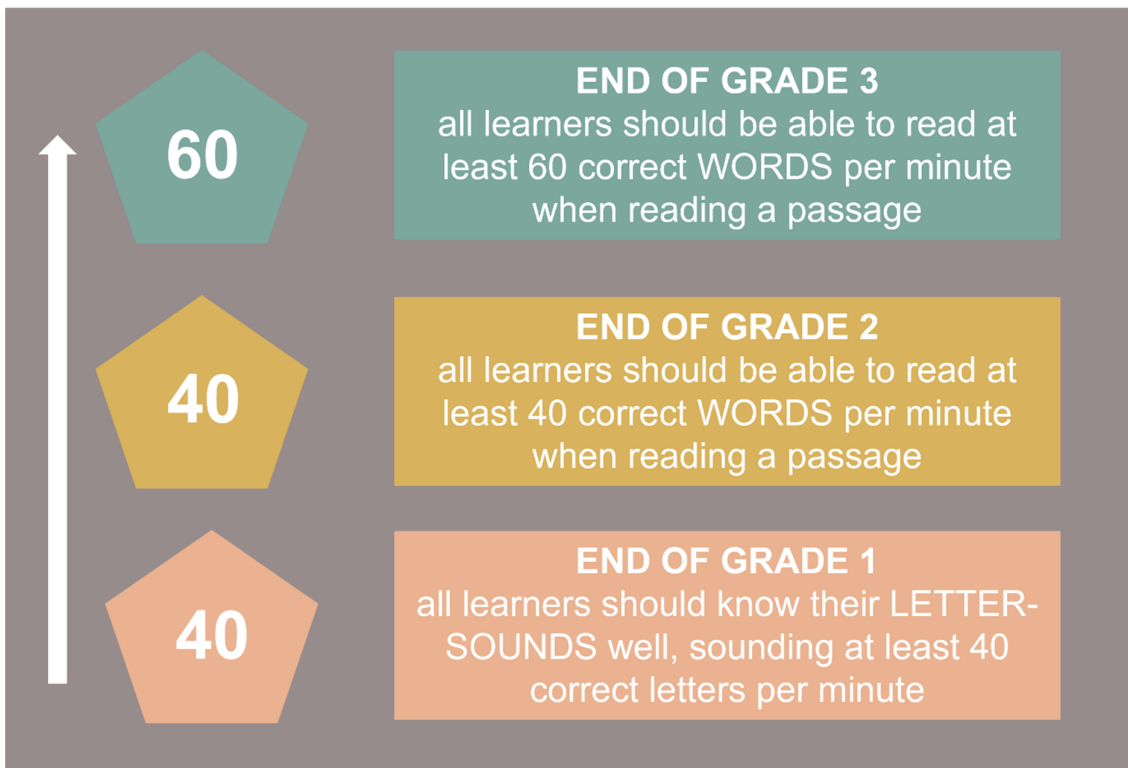 60
END OF GRADE 3
all learners should be able to read at
least 60 correct WORDS per minute
when reading a passage
40
END OF GRADE 2
all learners should be able to read at
least 40 correct WORDS per minute
when reading a passage
40
END OF GRADE 1
all learners should know their LETTER-
SOUNDS well, sounding at least 40
correct letters per minute